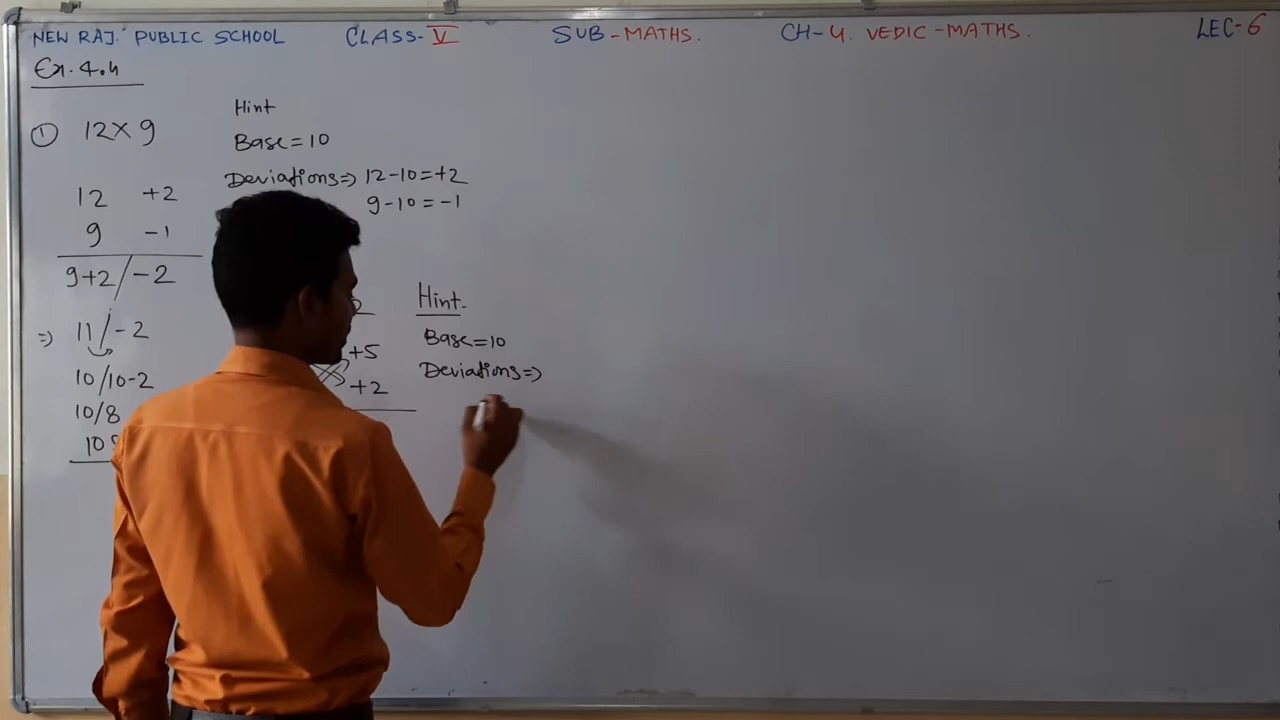 NEW RAJ. PUBLIC SCHOOL CLASS-V SUB-MATHS. CH-4. VEDIC-MATHS. LEC-6
Ex. 4.4
① 12×9
12 +2
9 -1
9+2/-2
=> 11/-2
10/10-2
10/8
10
Hint
Base=10
Deviations=> 12-10=+2
9-10=-1
2
+5
+2
Hint.
Base=10
Deviations=>